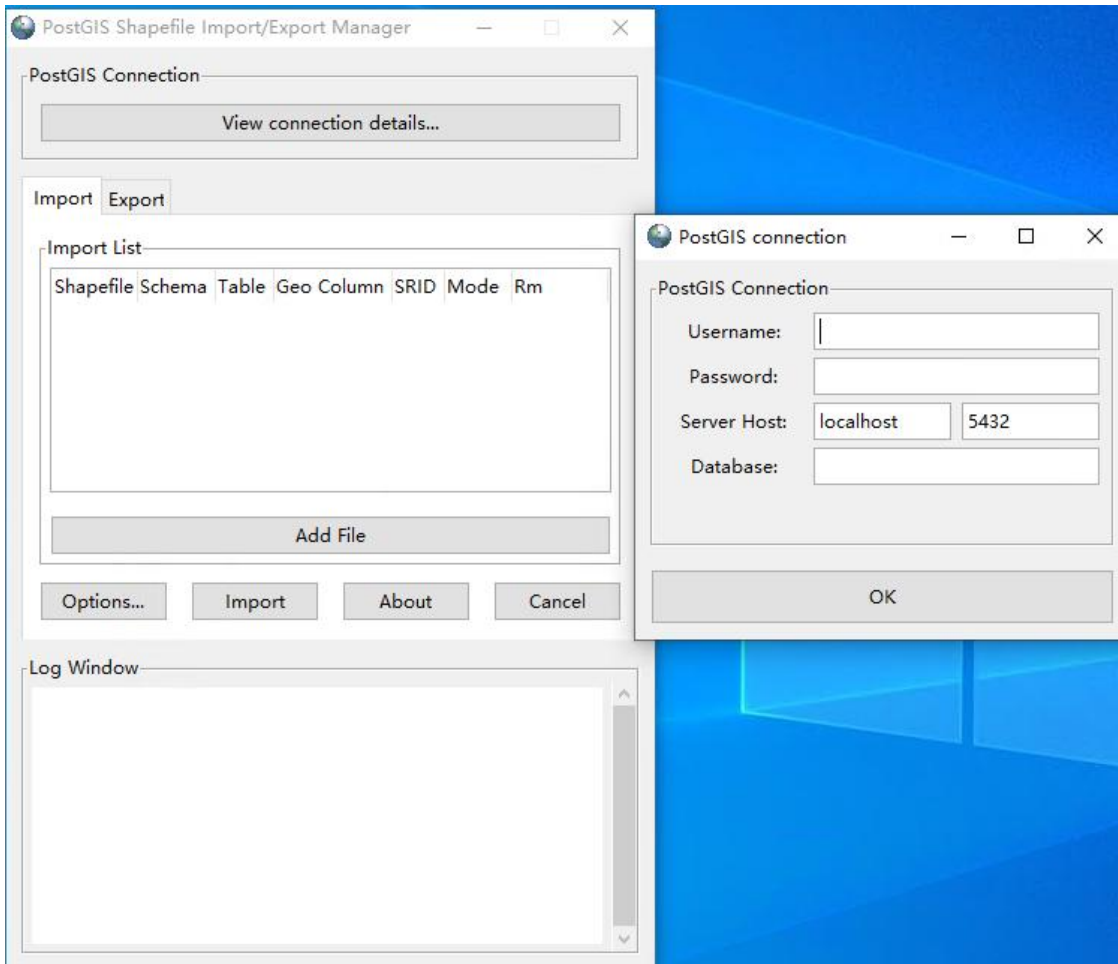 PostGIS Shapefile Import/Export Manager
PostGIS Connection
View connection details...
Import Export
Import List
Shapefile Schema Table Geo Column SRID Mode Rm
Add File
Options... Import About Cancel
Log Window
PostGIS connection
PostGIS Connection
Username:
Password:
Server Host: localhost 5432
Database:
OK